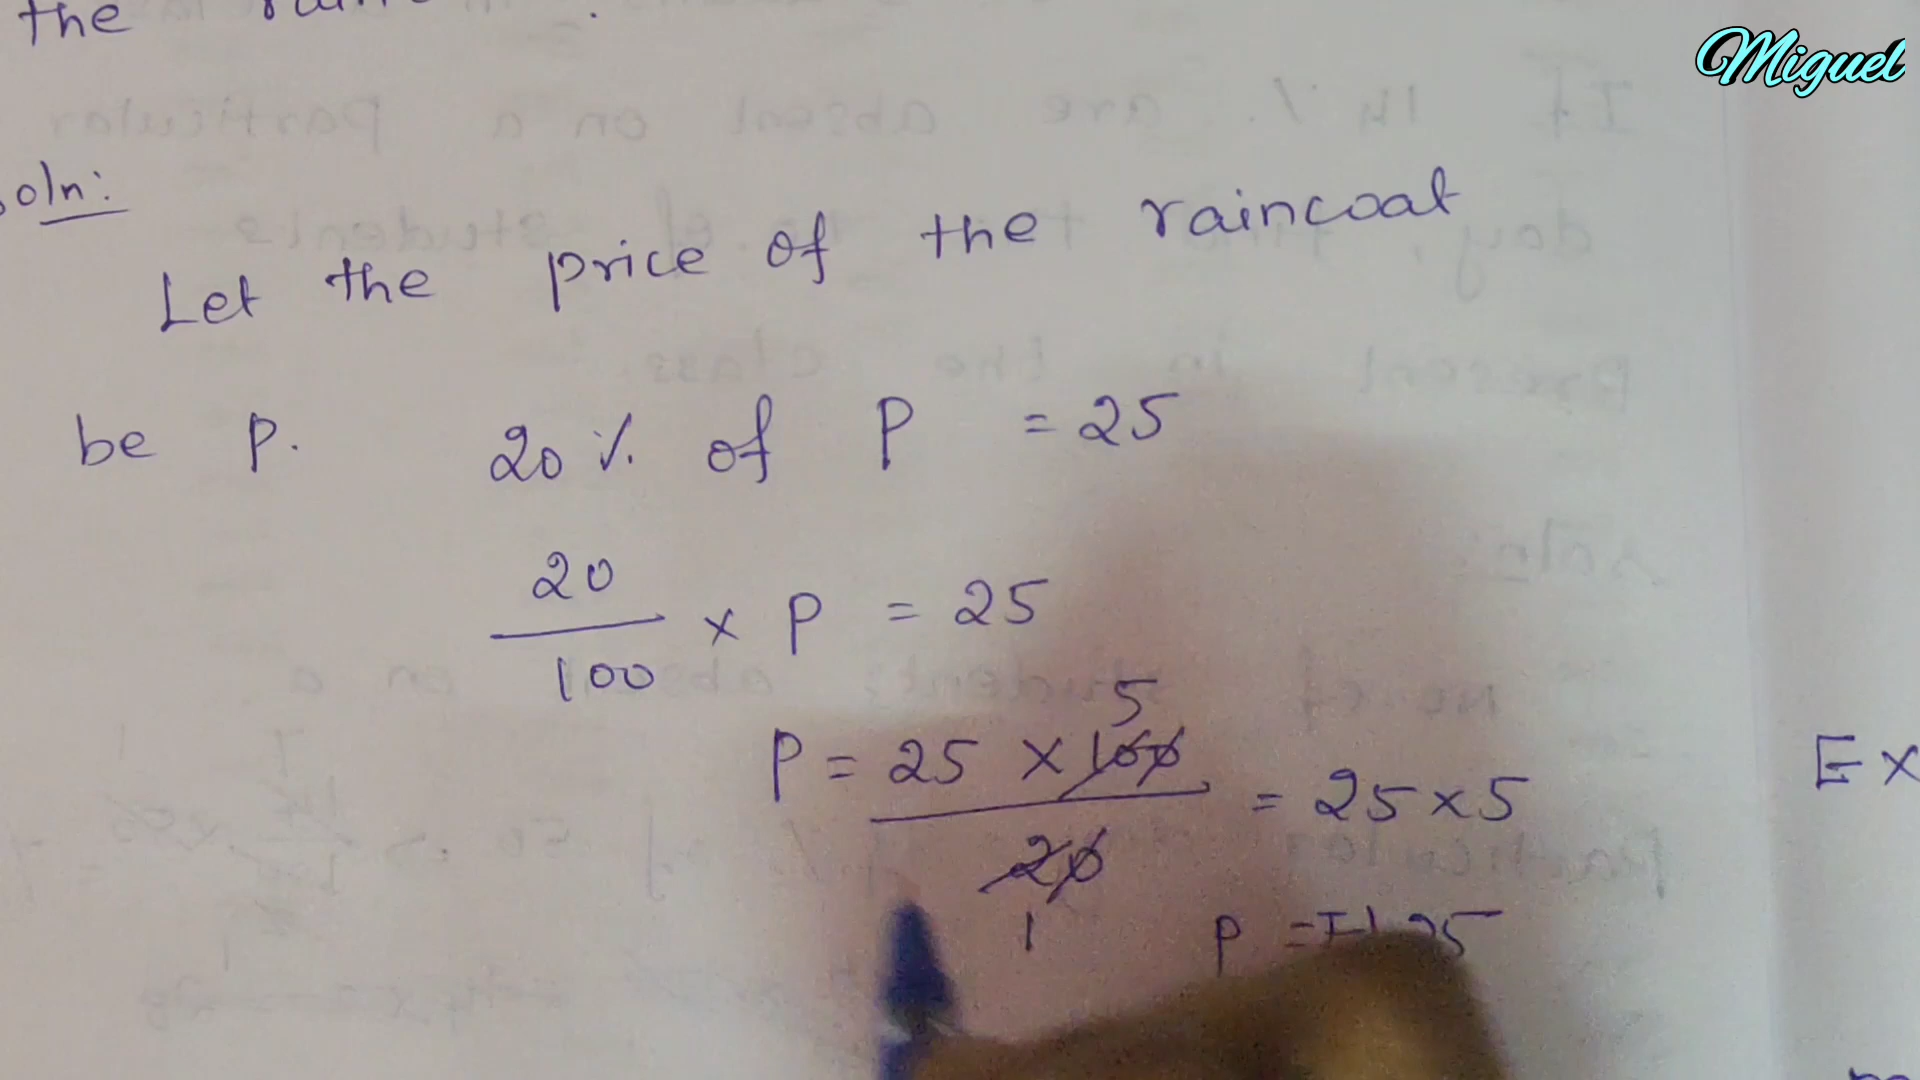 the
Miguel
soln:
Let the price of the raincoat
be P. 20 % of P = 25
20
100 × P = 25
5
P = 25 × 100 = 25 × 5
20
1 P =
Ex